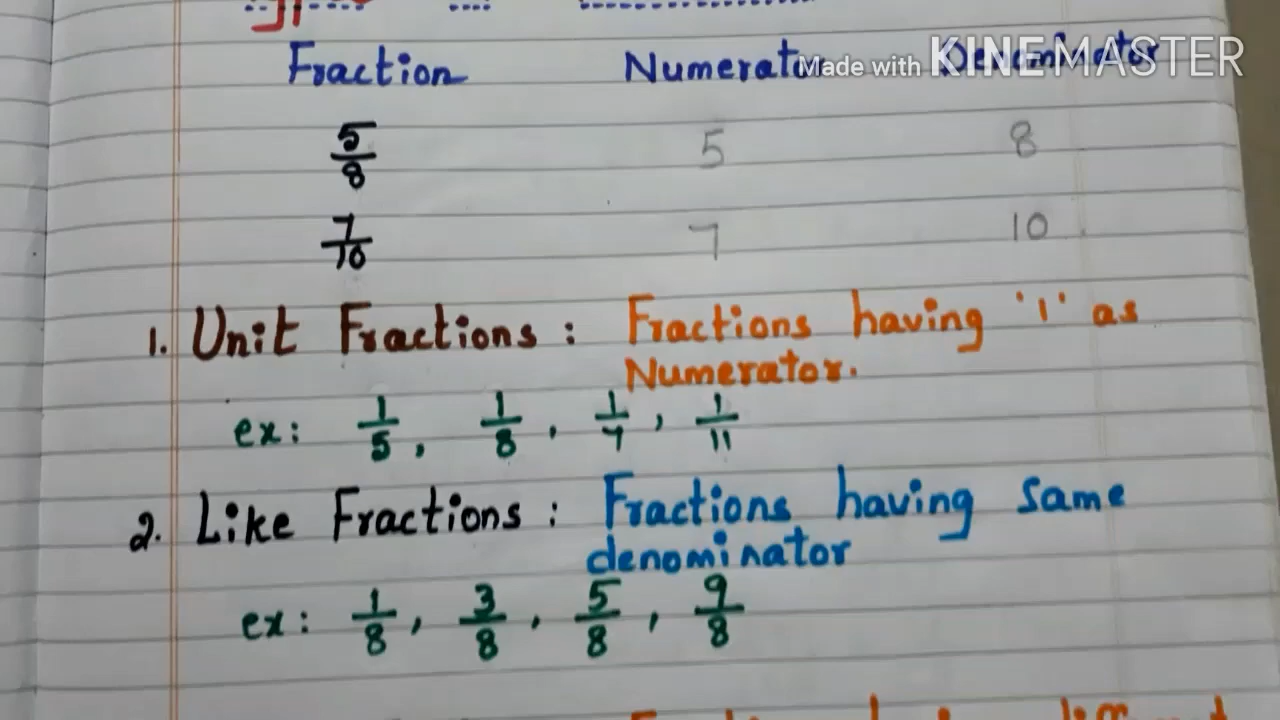 Fraction Numerator Denominator
Made with KINEMASTER
5/8 5 8
7/10 7 10
1. Unit Fractions : Fractions having '1' as
Numerator.
ex: 1/5, 1/8, 1/7, 1/11
2. Like Fractions : Fractions having same
denominator
ex: 1/8, 3/8, 5/8, 9/8